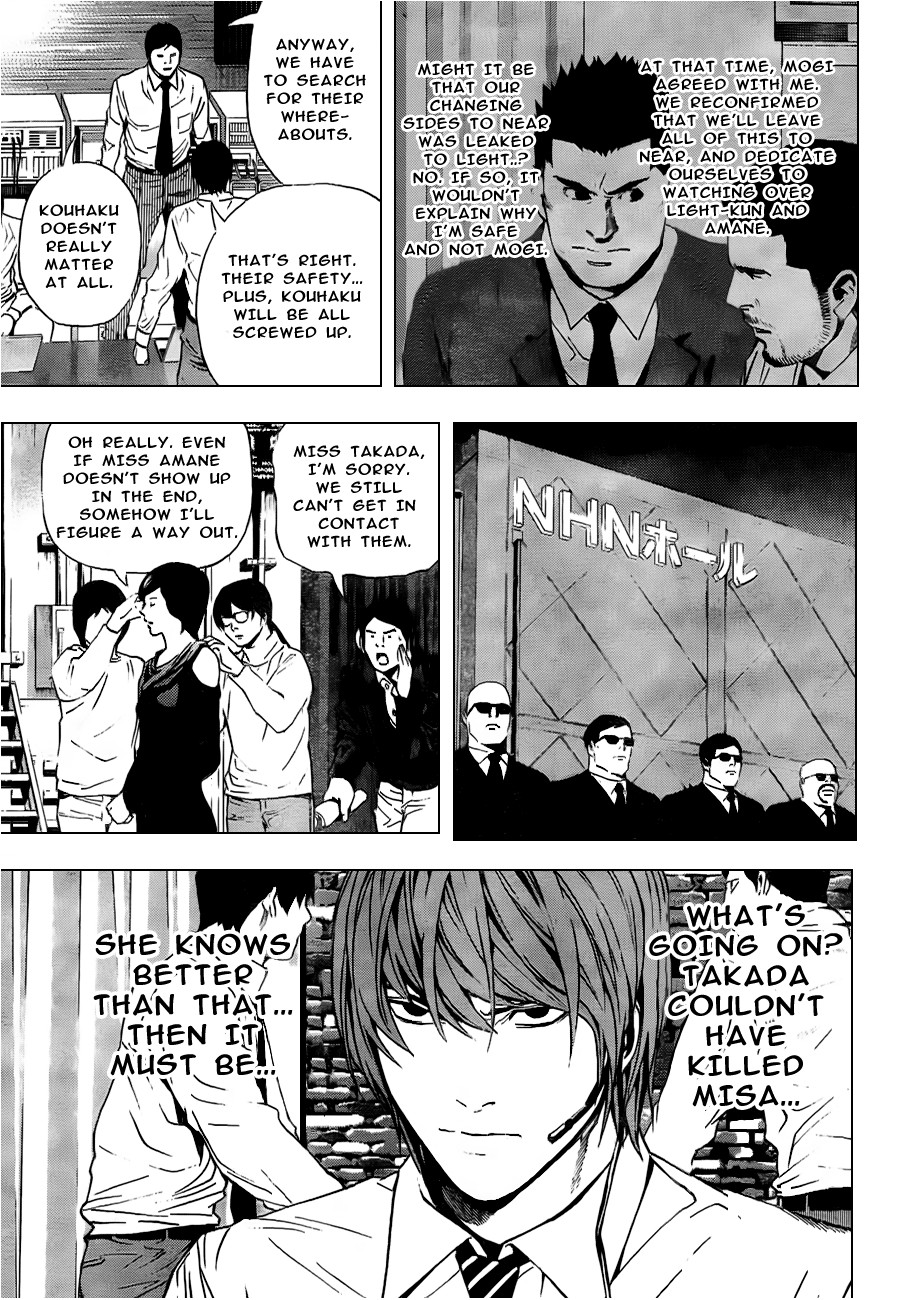 AT THAT TIME, MOGI
AGREED WITH ME.
WE RECONFIRMED
THAT WE'LL LEAVE
ALL OF THIS TO
NEAR, AND DEDICATE
OURSELVES TO
WATCHING OVER
LIGHT-KUN AND
AMANE.
MIGHT IT BE
THAT OUR
CHANGING
SIDES TO NEAR
WAS LEAKED
TO LIGHT..?
NO. IF SO, IT
WOULDN'T
EXPLAIN WHY
I'M SAFE
AND NOT MOGI.
ANYWAY,
WE HAVE
TO SEARCH
FOR THEIR
WHERE-
ABOUTS.
THAT'S RIGHT.
THEIR SAFETY...
PLUS, KOUHAKU
WILL BE ALL
SCREWED UP.
KOUHAKU
DOESN'T
REALLY
MATTER
AT ALL.
NHNホール
MISS TAKADA,
I'M SORRY.
WE STILL
CAN'T GET IN
CONTACT
WITH THEM.
OH REALLY. EVEN
IF MISS AMANE
DOESN'T SHOW UP
IN THE END,
SOMEHOW I'LL
FIGURE A WAY OUT.
WHAT'S
GOING ON?
TAKADA
COULDN'T
HAVE
KILLED
MISA...
SHE KNOWS
BETTER
THAN THAT...
THEN IT
MUST BE...